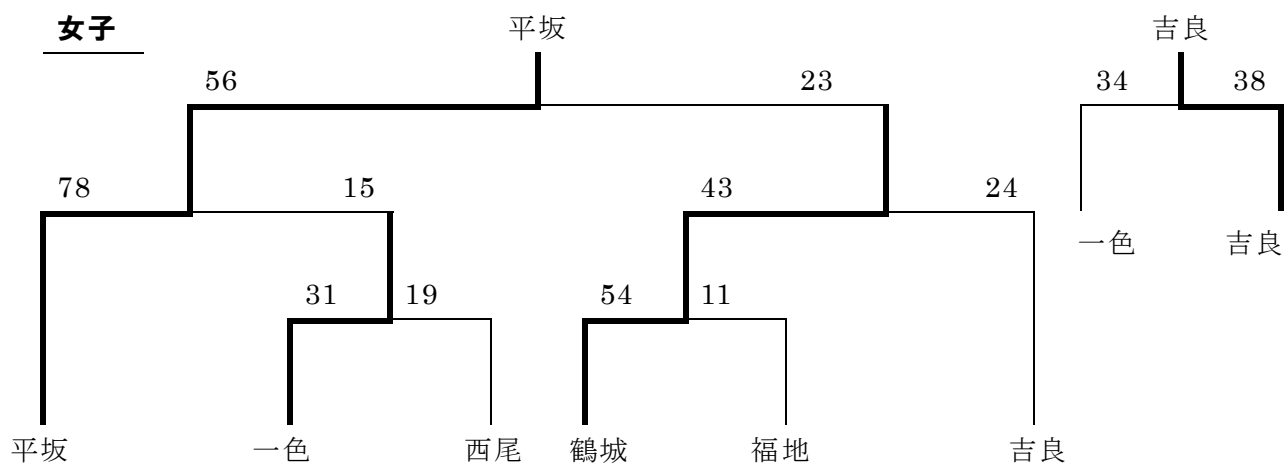 女子 平坂 吉良
56 23 34 38
78 15 43 24
一色 吉良
31 19 54 11
平坂 一色 西尾 鶴城 福地 吉良